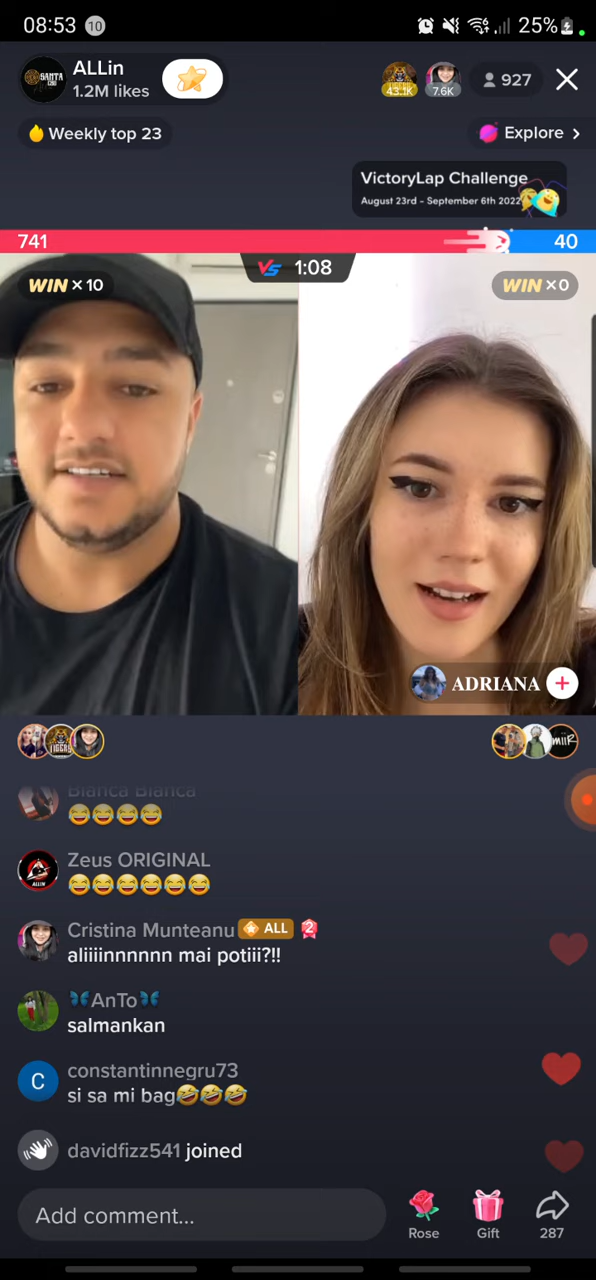 08:53 10 25%
SANTA
ALLin
1.2M likes
43.1K 7.6K 927
Weekly top 23
Explore
VictoryLap Challenge
August 23rd - September 6th 2022
741 40
VS 1:08
WIN × 10
WIN × 0
ADRIANA
Bianca Bianca
😂😂😂😂
Zeus ORIGINAL
😂😂😂😂😂😂
Cristina Munteanu ALL 2
aliiiinnnnnn mai potiii?!!
🦋AnTo🦋
salmankan
C
constantinnegru73
si sa mi bag🤣🤣🤣
davidfizz541 joined
Add comment...
Rose
Gift
287